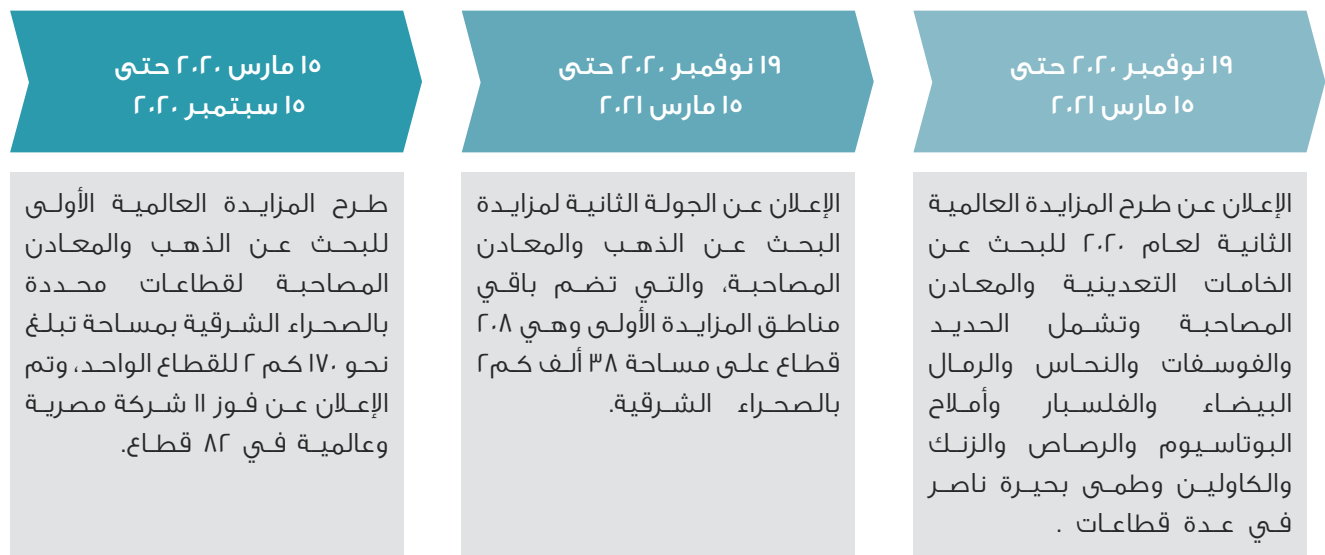 ١٥ مارس ٢٠٢٠ حتى
١٥ سبتمبر ٢٠٢٠
طرح المزايدة العالمية الأولى
للبحث عن الذهب والمعادن
المصاحبة لقطاعات محددة
بالصحراء الشرقية بمساحة تبلغ
نحو ١٧٠ كم ٢ للقطاع الواحد، وتم
الإعلان عن فوز ١١ شركة مصرية
وعالمية في ٨٢ قطاع.
١٩ نوفمبر ٢٠٢٠ حتى
١٥ مارس ٢٠٢١
الإعلان عن الجولة الثانية لمزايدة
البحث عن الذهب والمعادن
المصاحبة، والتي تضم باقي
مناطق المزايدة الأولى وهي ٢٠٨
قطاع على مساحة ٣٨ ألف كم٢
بالصحراء الشرقية.
١٩ نوفمبر ٢٠٢٠ حتى
١٥ مارس ٢٠٢١
الإعلان عن طرح المزايدة العالمية
الثانية لعام ٢٠٢٠ للبحث عن
الخامات التعدينية والمعادن
المصاحبة وتشمل الحديد
والفوسفات والنحاس والرمال
البيضاء والفلسبار وأملاح
البوتاسيوم والرصاص والزنك
والكاولين وطمى بحيرة ناصر
في عدة قطاعات .